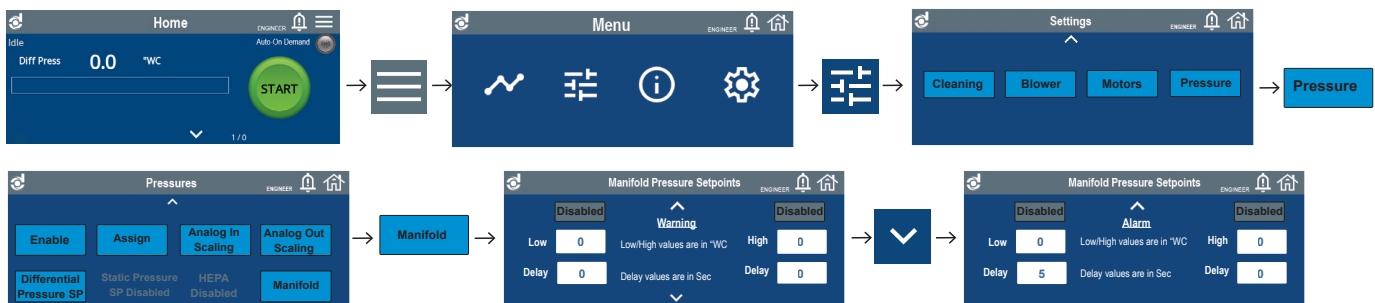 Home
ENGINEER
Idle
Auto On Demand
Diff Press 0.0 "WC
START
1 / 0
Menu
ENGINEER
Settings
ENGINEER
Cleaning Blower Motors Pressure
Pressure
Pressures
ENGINEER
Enable Assign Analog In Scaling Analog Out Scaling
Differential Pressure SP Static Pressure SP Disabled HEPA Disabled Manifold
Manifold
Manifold Pressure Setpoints
ENGINEER
Disabled Disabled
Warning
Low 0 Low/High values are in "WC High 0
Delay 0 Delay values are in Sec Delay 0
Manifold Pressure Setpoints
ENGINEER
Disabled Disabled
Alarm
Low 0 Low/High values are in "WC High 0
Delay 5 Delay values are in Sec Delay 0